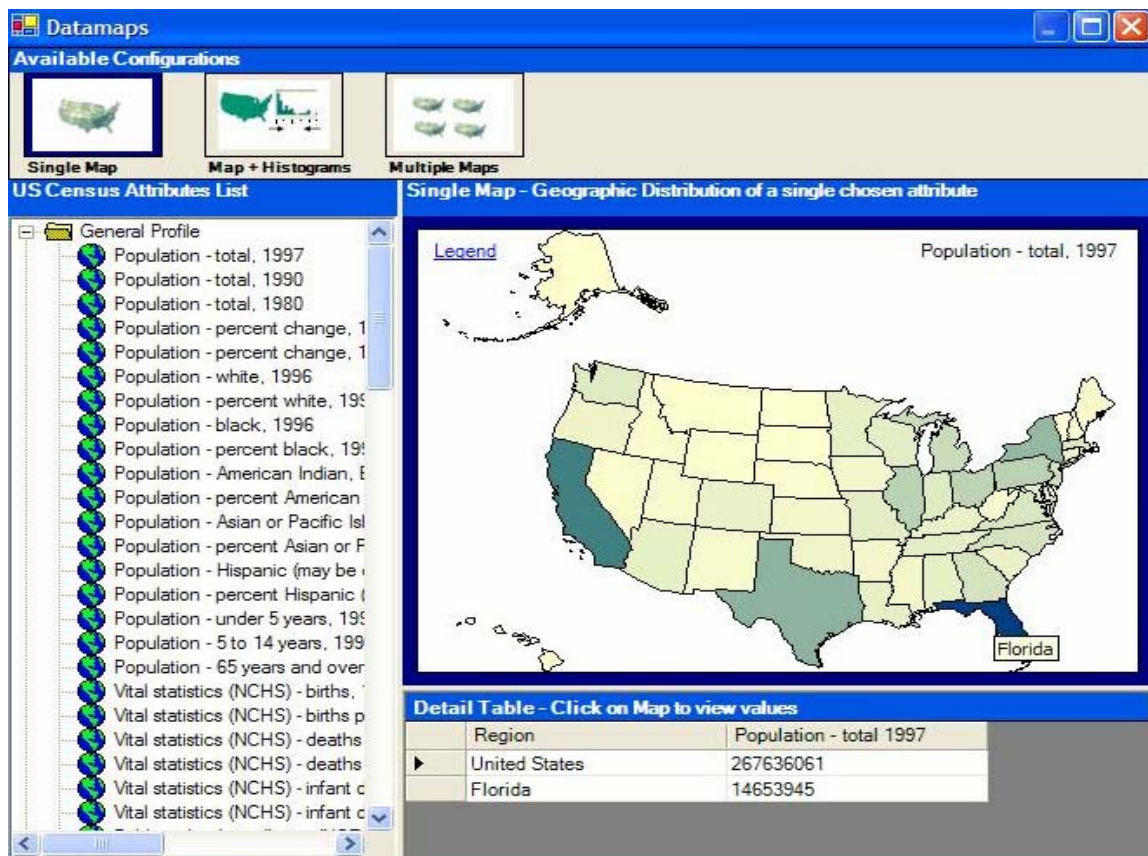 Datamaps
Available Configurations
Single Map
Map + Histograms
Multiple Maps
US Census Attributes List
General Profile
Population - total, 1997
Population - total, 1990
Population - total, 1980
Population - percent change, 1
Population - percent change, 1
Population - white, 1996
Population - percent white, 199
Population - black, 1996
Population - percent black, 199
Population - American Indian, E
Population - percent American
Population - Asian or Pacific Isl
Population - percent Asian or P
Population - Hispanic (may be
Population - percent Hispanic (
Population - under 5 years, 199
Population - 5 to 14 years, 199
Population - 65 years and over
Vital statistics (NCHS) - births,
Vital statistics (NCHS) - births p
Vital statistics (NCHS) - deaths
Vital statistics (NCHS) - deaths
Vital statistics (NCHS) - infant d
Vital statistics (NCHS) - infant d
Single Map - Geographic Distribution of a single chosen attribute
Legend
Population - total, 1997
Florida
Detail Table - Click on Map to view values
Region
Population - total 1997
United States
267636061
Florida
14653945